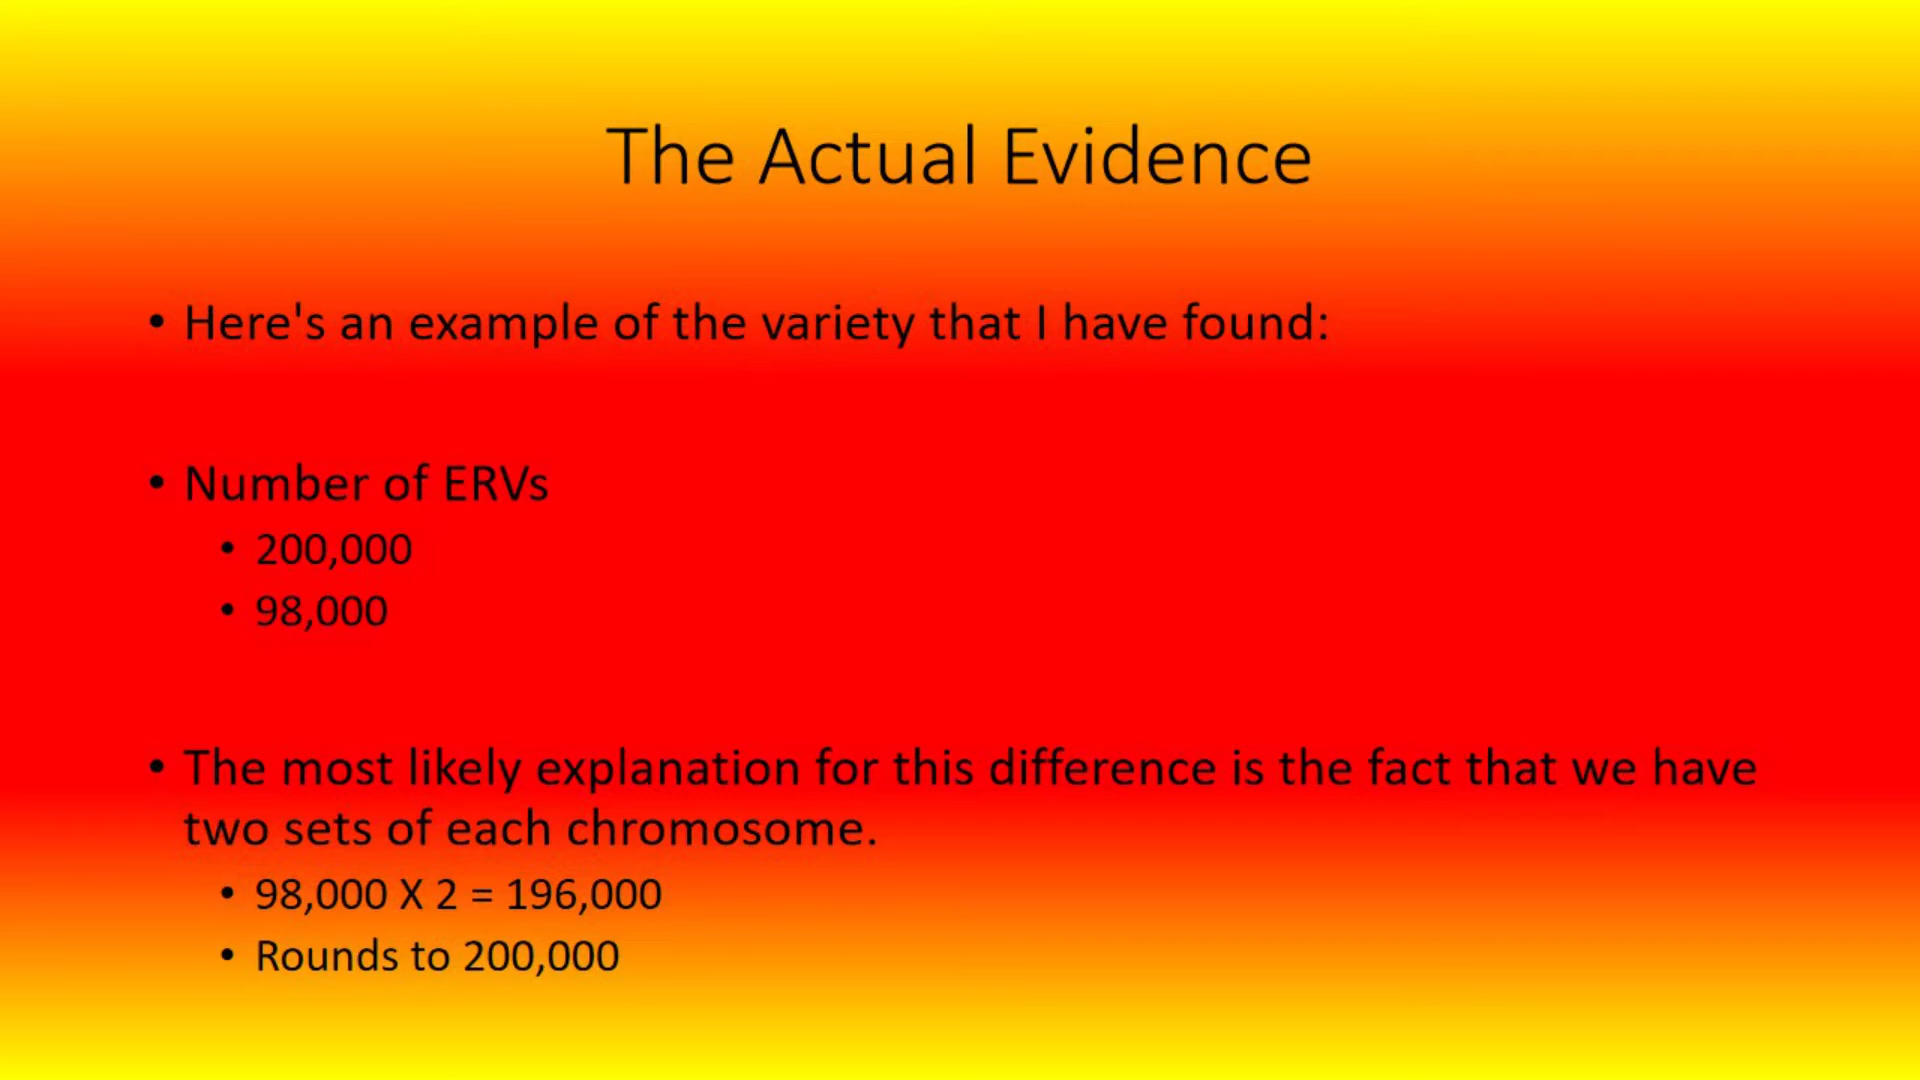 The Actual Evidence
• Here's an example of the variety that I have found:
• Number of ERVs
• 200,000
• 98,000
• The most likely explanation for this difference is the fact that we have
two sets of each chromosome.
• 98,000 X 2 = 196,000
• Rounds to 200,000